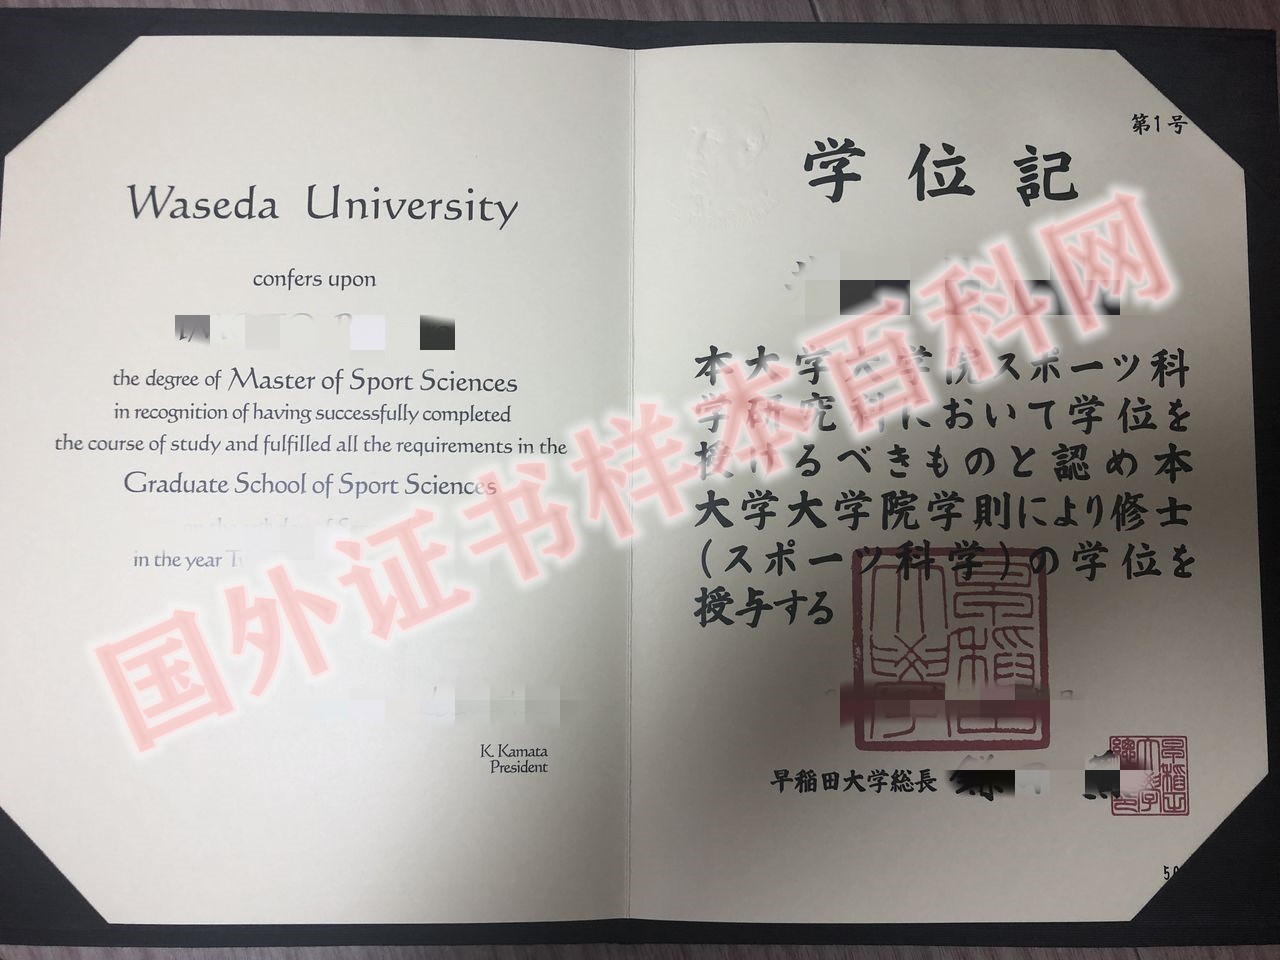 Waseda University
confers upon
the degree of Master of Sport Sciences
in recognition of having successfully completed
the course of study and fulfilled all the requirements in the
Graduate School of Sport Sciences
in the year
K. Kamata
President
第1号
学位記
本大学大学院スポーツ科
学研究科において学位を
授けるべきものと認め本
大学大学院学則により修士
(スポーツ科学)の学位を
授与する
早稲田大学総長
国外证书样本百科网